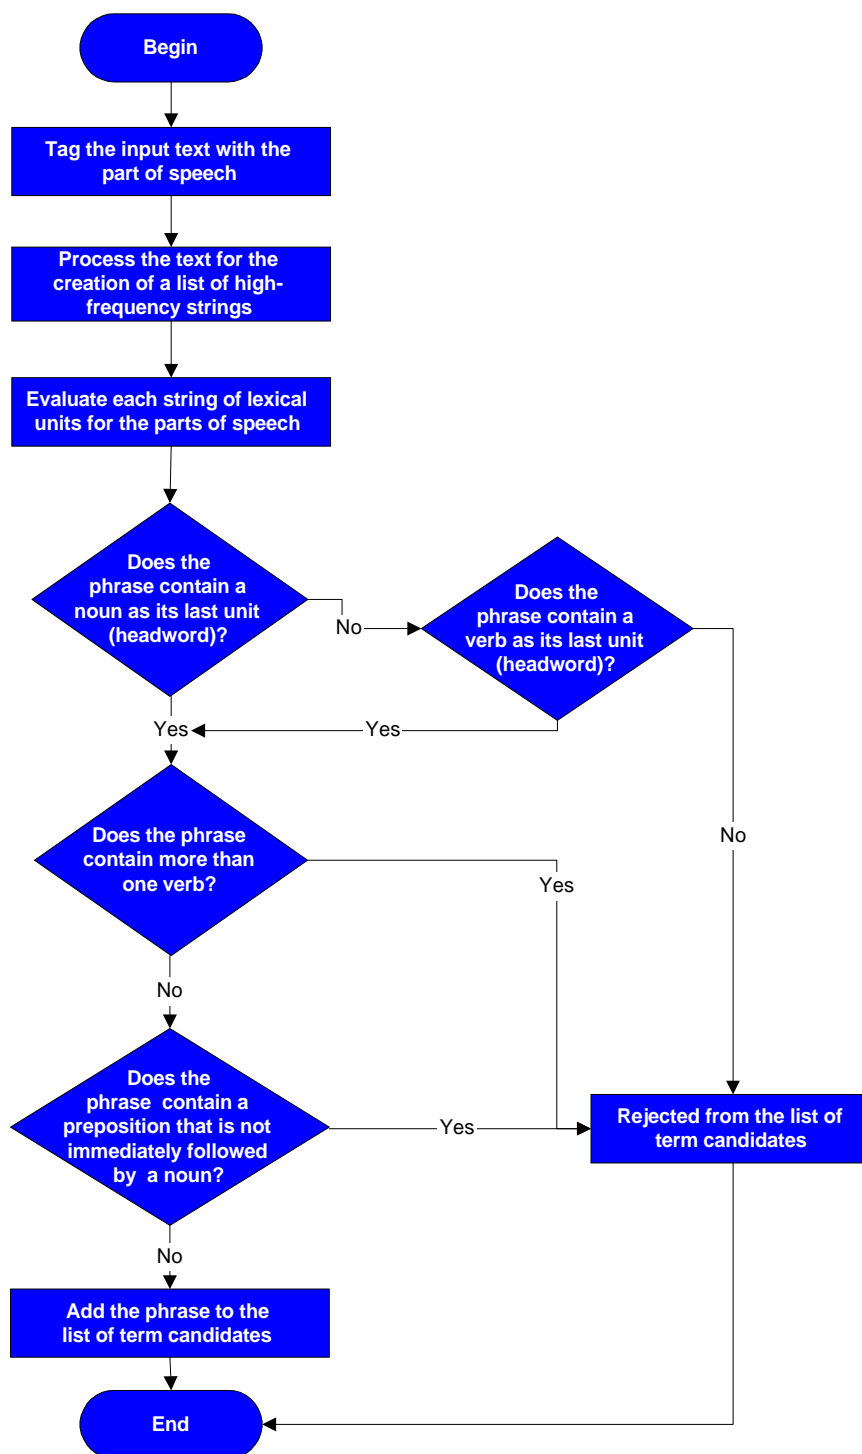 Begin
Tag the input text with the
part of speech
Process the text for the
creation of a list of high-
frequency strings
Evaluate each string of lexical
units for the parts of speech
Does the
phrase contain a
noun as its last unit
(headword)?
No
Does the
phrase contain a
verb as its last unit
(headword)?
Yes
Yes
No
Does the phrase
contain more than
one verb?
Yes
No
Does the
phrase contain a
preposition that is not
immediately followed
by a noun?
Yes
Rejected from the list of
term candidates
No
Add the phrase to the
list of term candidates
End